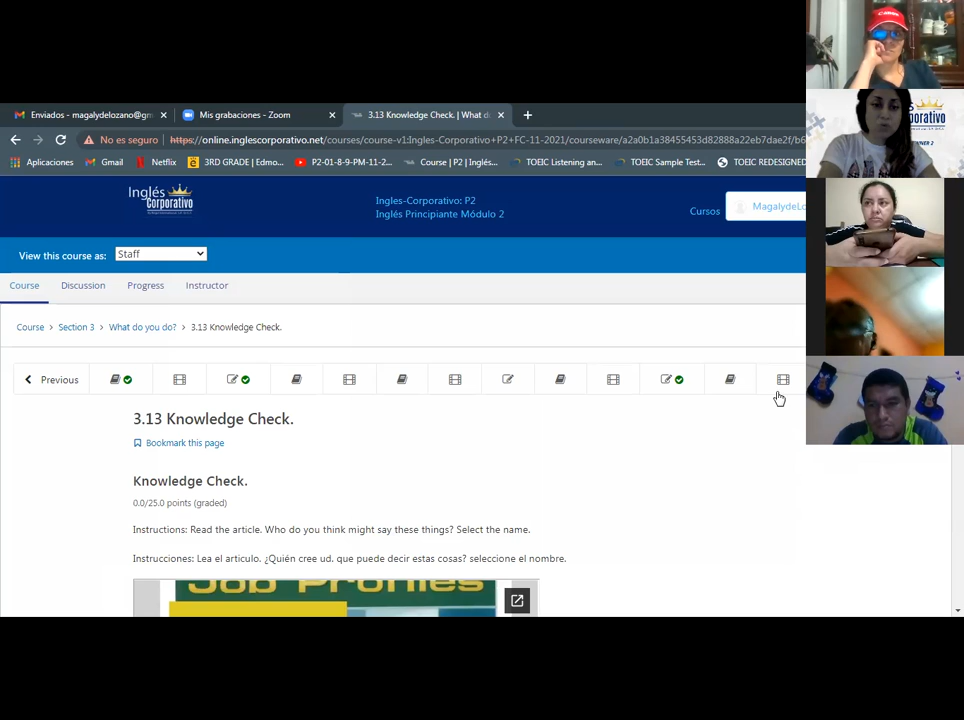 Enviados - magalydelozano@gm
Mis grabaciones - Zoom
3.13 Knowledge Check. | What d
No es seguro
https://online.inglescorporativo.net/courses/course-v1:Ingles-Corporativo+P2+FC-11-2021/courseware/a2a0b1a38455453d82888a22eb7dae2f/b6
Aplicaciones
Gmail
Netflix
3RD GRADE | Edmo...
P2-01-8-9-PM-11-2...
Course | P2 | Inglés...
TOEIC Listening an...
TOEIC Sample Test...
TOEIC REDESIGNED
Inglés
CORPORATIVO
Ingles-Corporativo: P2
Inglés Principiante Módulo 2
Cursos
MagalydeLo
View this course as:
Staff
Course
Discussion
Progress
Instructor
Course > Section 3 > What do you do? > 3.13 Knowledge Check.
Previous
3.13 Knowledge Check.
Bookmark this page
Knowledge Check.
0.0/25.0 points (graded)
Instructions: Read the article. Who do you think might say these things? Select the name.
Instrucciones: Lea el articulo. ¿Quién cree ud. que puede decir estas cosas? seleccione el nombre.
Job Profiles